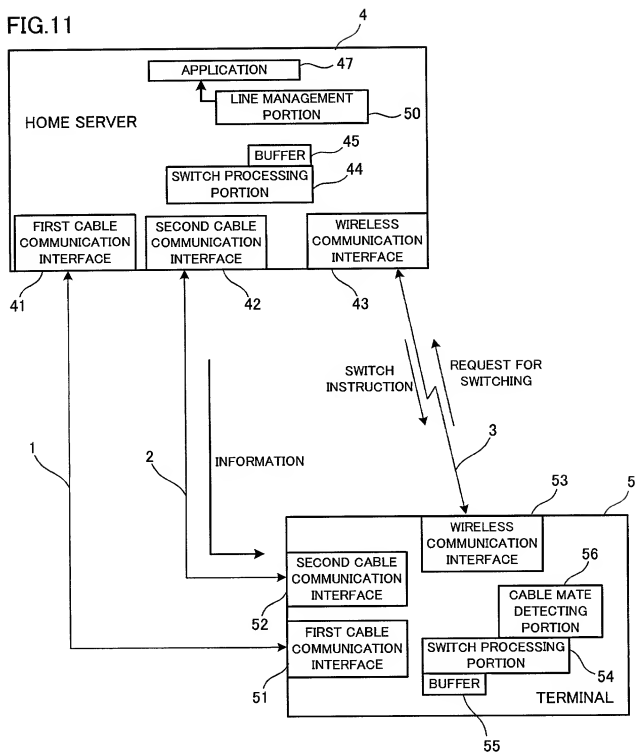 FIG.11
4
APPLICATION
47
LINE MANAGEMENT
PORTION
50
HOME SERVER
45
BUFFER
44
SWITCH PROCESSING
PORTION
FIRST CABLE
COMMUNICATION
INTERFACE
SECOND CABLE
COMMUNICATION
INTERFACE
WIRELESS
COMMUNICATION
INTERFACE
41
42
43
SWITCH
INSTRUCTION
REQUEST FOR
SWITCHING
1
2
INFORMATION
3
53
5
WIRELESS
COMMUNICATION
INTERFACE
56
SECOND CABLE
COMMUNICATION
INTERFACE
CABLE MATE
DETECTING
PORTION
52
FIRST CABLE
COMMUNICATION
INTERFACE
SWITCH PROCESSING
PORTION
54
51
BUFFER
TERMINAL
55